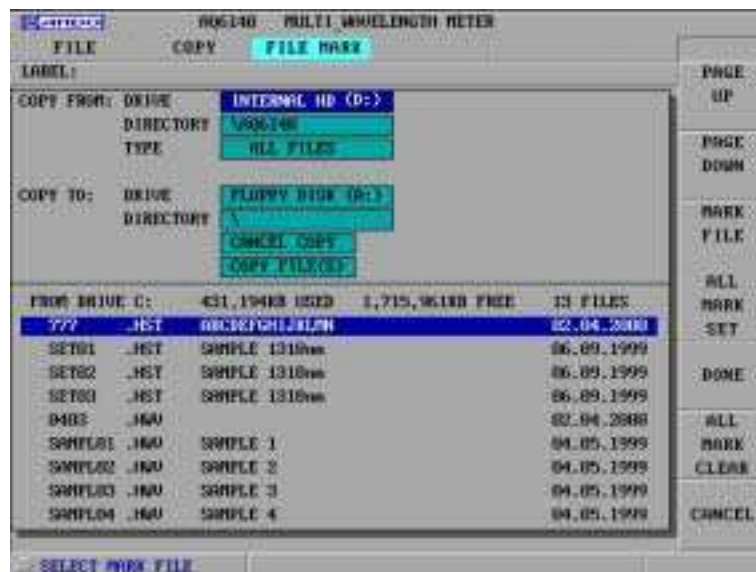 ANDO AQ6140 MULTI WAVELENGTH METER
FILE COPY FILE MARK
LABEL:
COPY FROM: DRIVE INTERNAL HD (D:)
DIRECTORY \AQ6140
TYPE ALL FILES
COPY TO: DRIVE FLOPPY DISK (A:)
DIRECTORY \
CANCEL COPY
COPY FILE(S)
FROM DRIVE C: 431,194KB USED 1,715,961KB FREE 13 FILES
??? .HST ABCDEFGHIJKLMN 02.04.2000
SET01 .HST SAMPLE 1310nm 06.09.1999
SET02 .HST SAMPLE 1310nm 06.09.1999
SET03 .HST SAMPLE 1310nm 06.09.1999
0403 .HWV 02.04.2000
SAMPL01 .HWV SAMPLE 1 04.05.1999
SAMPL02 .HWV SAMPLE 2 04.05.1999
SAMPL03 .HWV SAMPLE 3 04.05.1999
SAMPL04 .HWV SAMPLE 4 04.05.1999
SELECT MARK FILE
PAGE
UP
PAGE
DOWN
MARK
FILE
ALL
MARK
SET
DONE
ALL
MARK
CLEAR
CANCEL